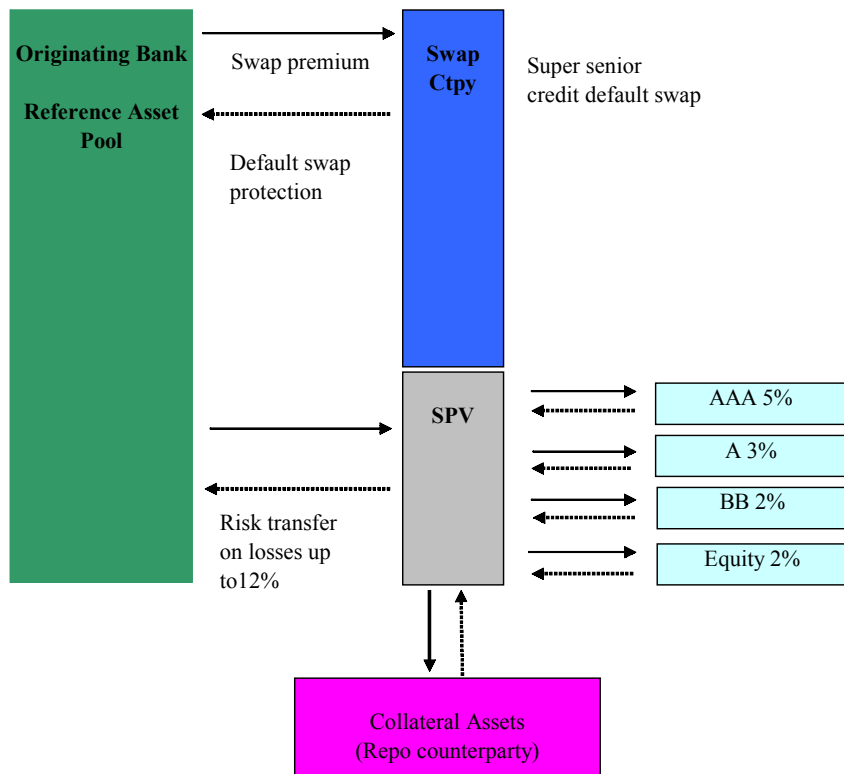 Originating Bank
Reference Asset
Pool
Swap premium
Default swap
protection
Swap
Ctpy
Super senior
credit default swap
SPV
Risk transfer
on losses up
to12%
AAA 5%
A 3%
BB 2%
Equity 2%
Collateral Assets
(Repo counterparty)